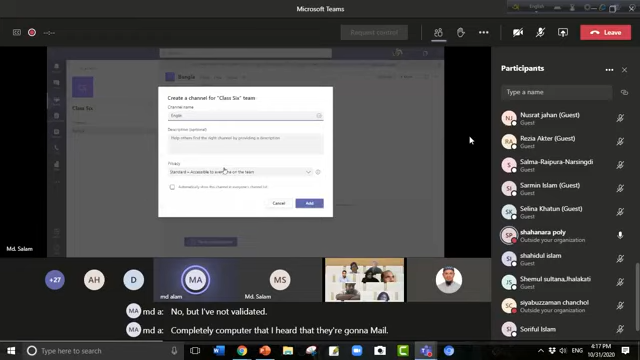 Microsoft Teams
Request control
Leave
Create a channel for "Class Six" team
Channel name
English
Description (optional)
Help others find the right channel by providing a description
Privacy
Standard - Accessible to everyone on the team
Cancel
Add
Bangla
Class Six
Md. Salam
Participants
Type a name
Nusrat jahan (Guest)
Guest
Rezia Akter (Guest)
Guest
Salma-Raipura-Narsingdi
Guest
Sarmin Islam (Guest)
Guest
Selina Khatun (Guest)
Guest
shahanara poly
Outside your organization
shahidul islam
Guest
Shemul sultana,Jhalakati
Guest
siyabuzzaman chanchol
Guest
Soriful Islam
+27
AH
D
MA
md alam
MS
Md. Salam
MA md a: No, but I've not validated.
MA md a: Completely computer that I heard that they're gonna Mail.
Type here to search
ENG
4:17 PM
10/31/2020